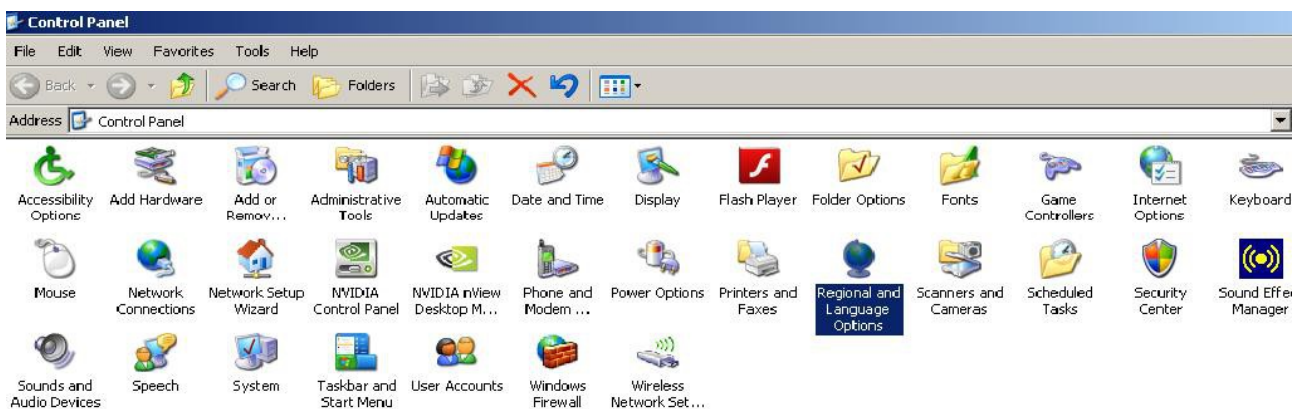 Control Panel
File Edit View Favorites Tools Help
Back Search Folders
Address Control Panel
Accessibility Options
Add Hardware
Add or Remov...
Administrative Tools
Automatic Updates
Date and Time
Display
Flash Player
Folder Options
Fonts
Game Controllers
Internet Options
Keyboard
Mouse
Network Connections
Network Setup Wizard
NVIDIA Control Panel
NVIDIA nView Desktop M...
Phone and Modem ...
Power Options
Printers and Faxes
Regional and Language Options
Scanners and Cameras
Scheduled Tasks
Security Center
Sound Effe Manager
Sounds and Audio Devices
Speech
System
Taskbar and Start Menu
User Accounts
Windows Firewall
Wireless Network Set...